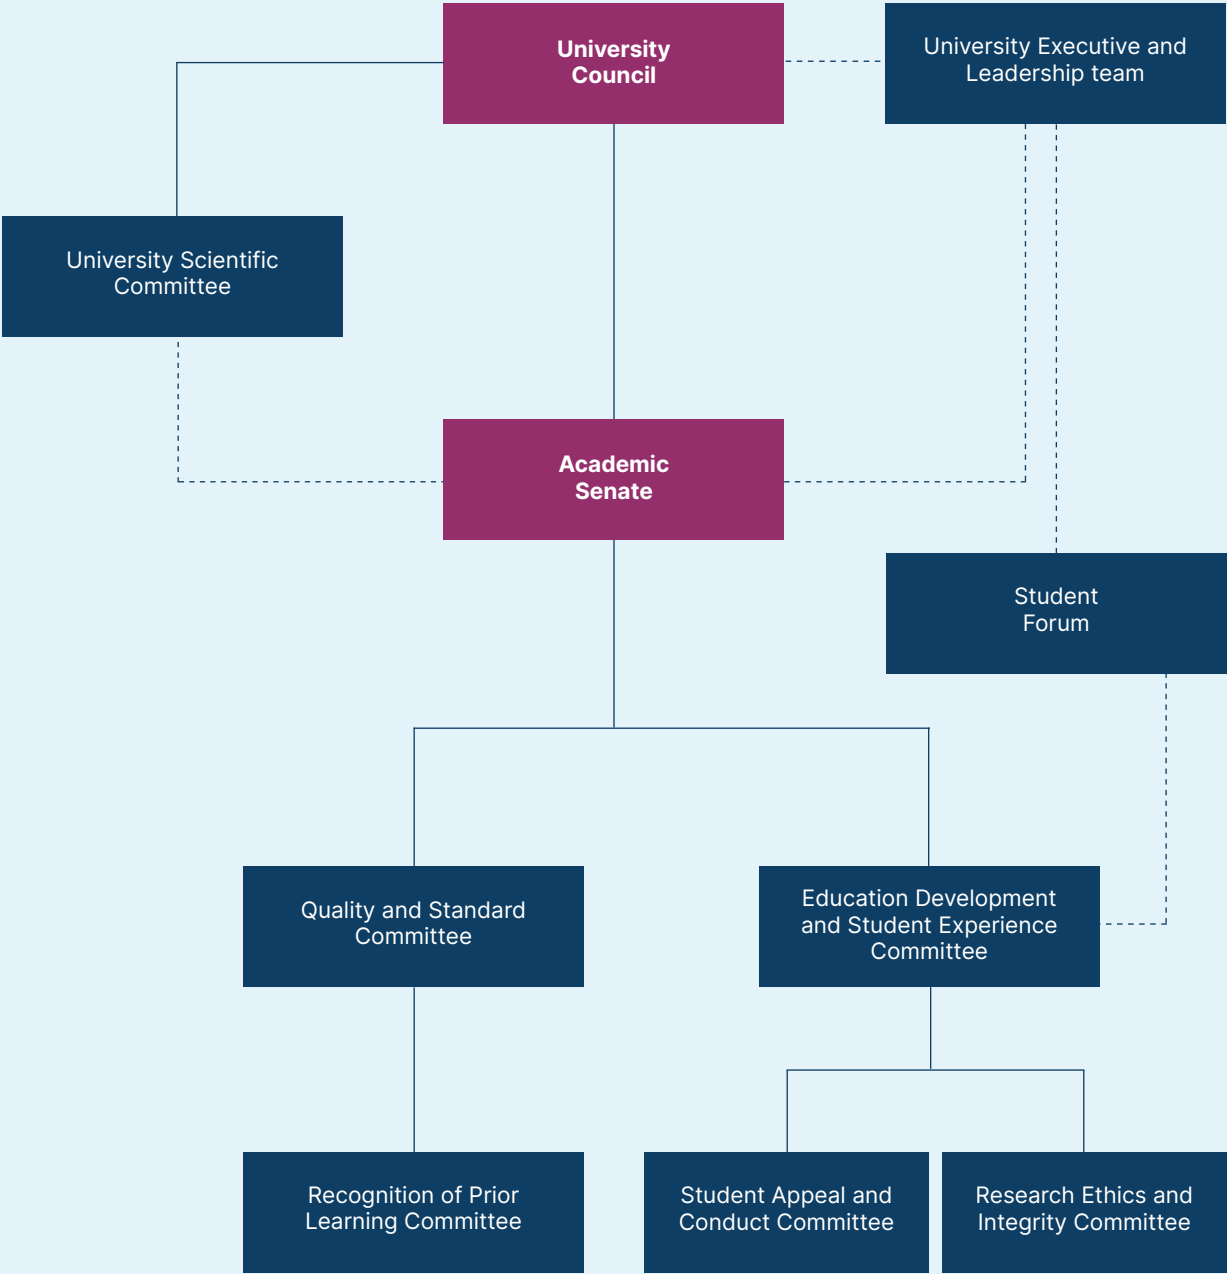 University
Council
University Executive and
Leadership team
University Scientific
Committee
Academic
Senate
Student
Forum
Quality and Standard
Committee
Education Development
and Student Experience
Committee
Recognition of Prior
Learning Committee
Student Appeal and
Conduct Committee
Research Ethics and
Integrity Committee